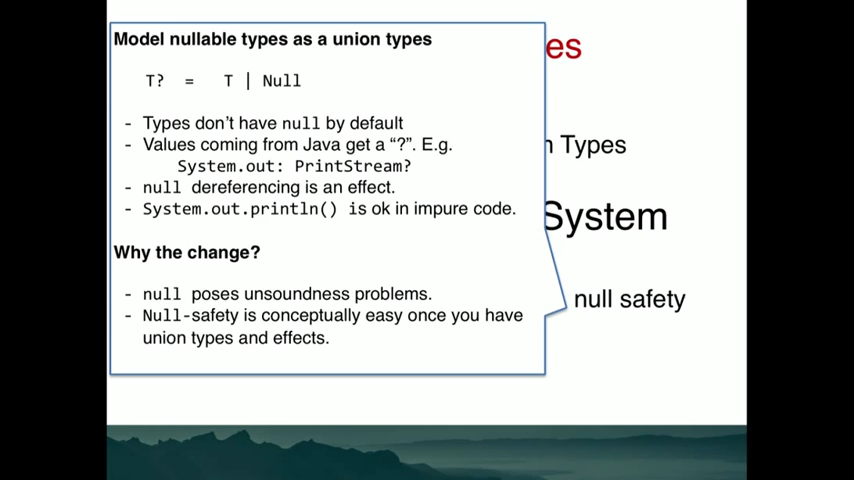 Model nullable types as a union types
T? = T | Null
- Types don't have null by default
- Values coming from Java get a "?". E.g.
System.out: PrintStream?
- null dereferencing is an effect.
- System.out.println() is ok in impure code.
Why the change?
- null poses unsoundness problems.
- Null-safety is conceptually easy once you have
union types and effects.
es
n Types
System
null safety